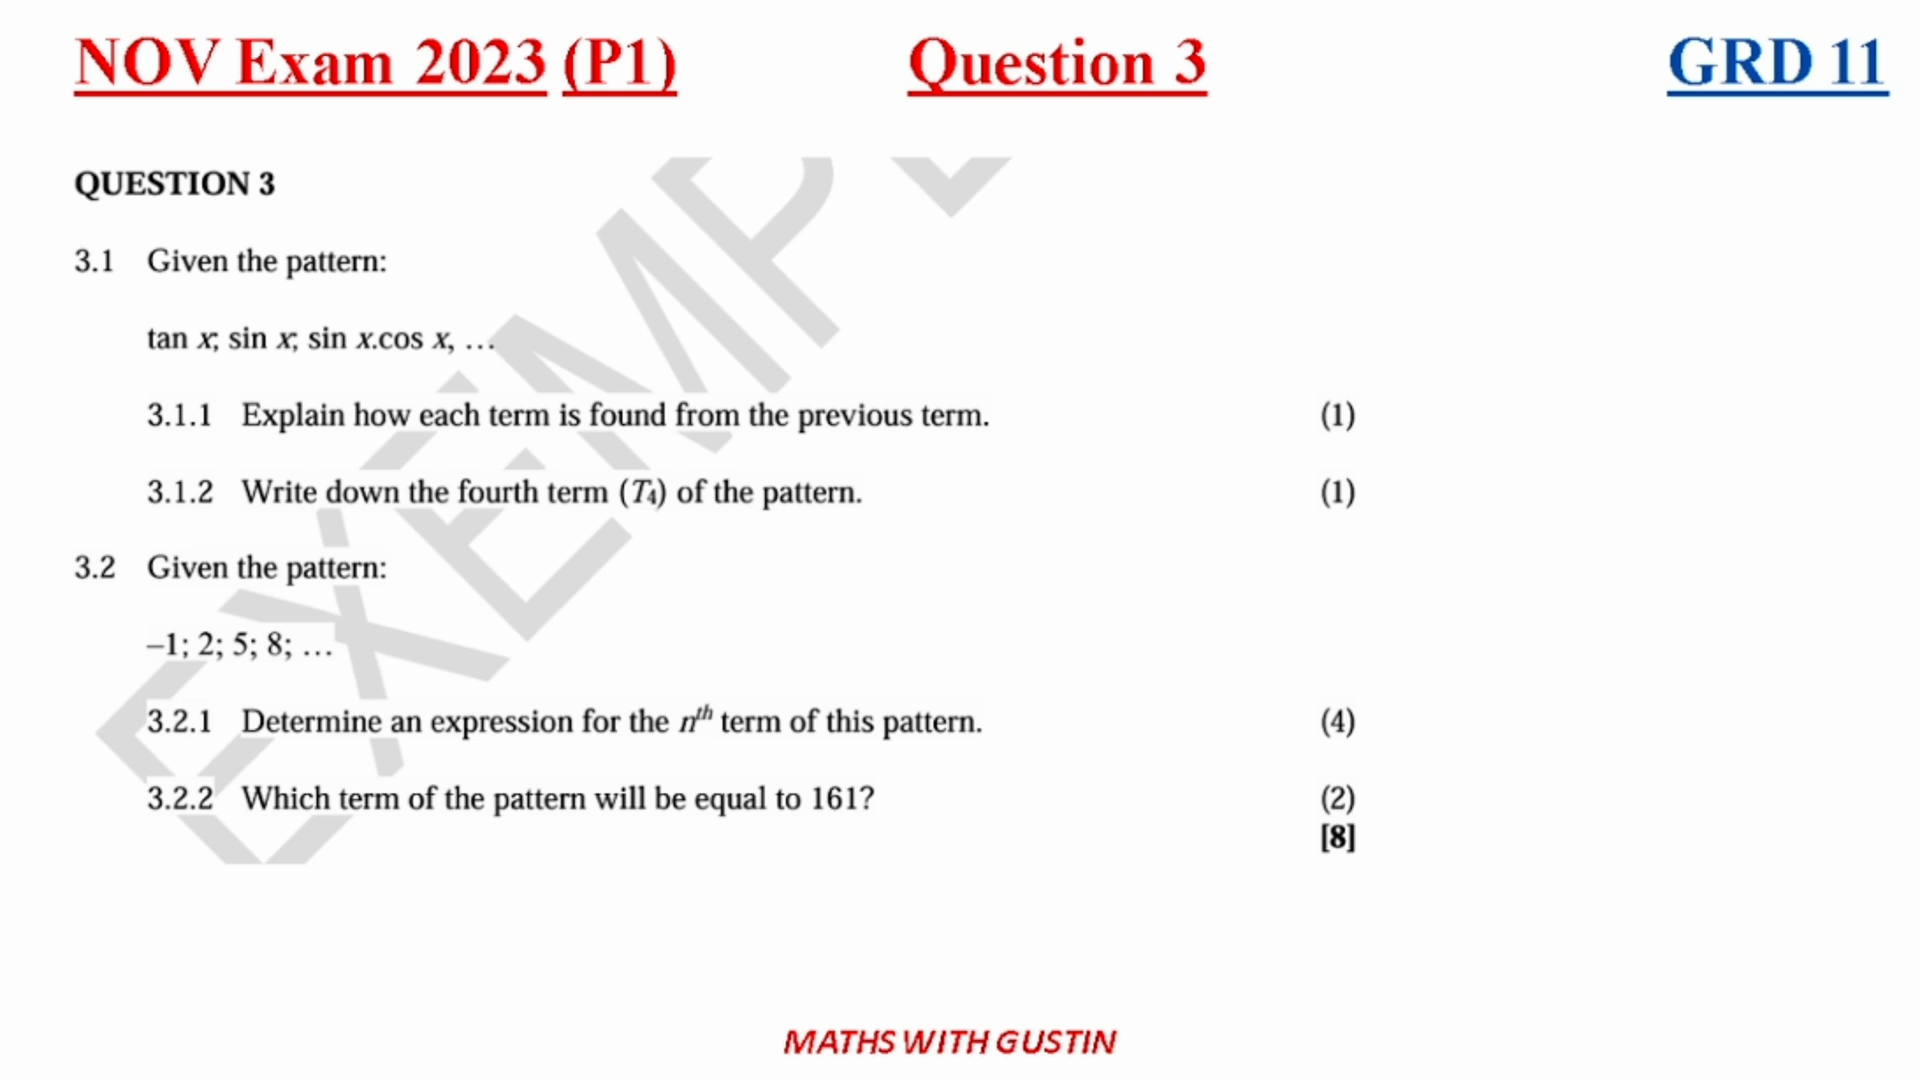 NOV Exam 2023 (P1) Question 3 GRD 11
QUESTION 3
3.1 Given the pattern:
tan x; sin x; sin x.cos x, …
3.1.1 Explain how each term is found from the previous term. (1)
3.1.2 Write down the fourth term (T₄) of the pattern. (1)
3.2 Given the pattern:
–1; 2; 5; 8; …
3.2.1 Determine an expression for the nᵗʰ term of this pattern. (4)
3.2.2 Which term of the pattern will be equal to 161? (2)
[8]
MATHS WITH GUSTIN